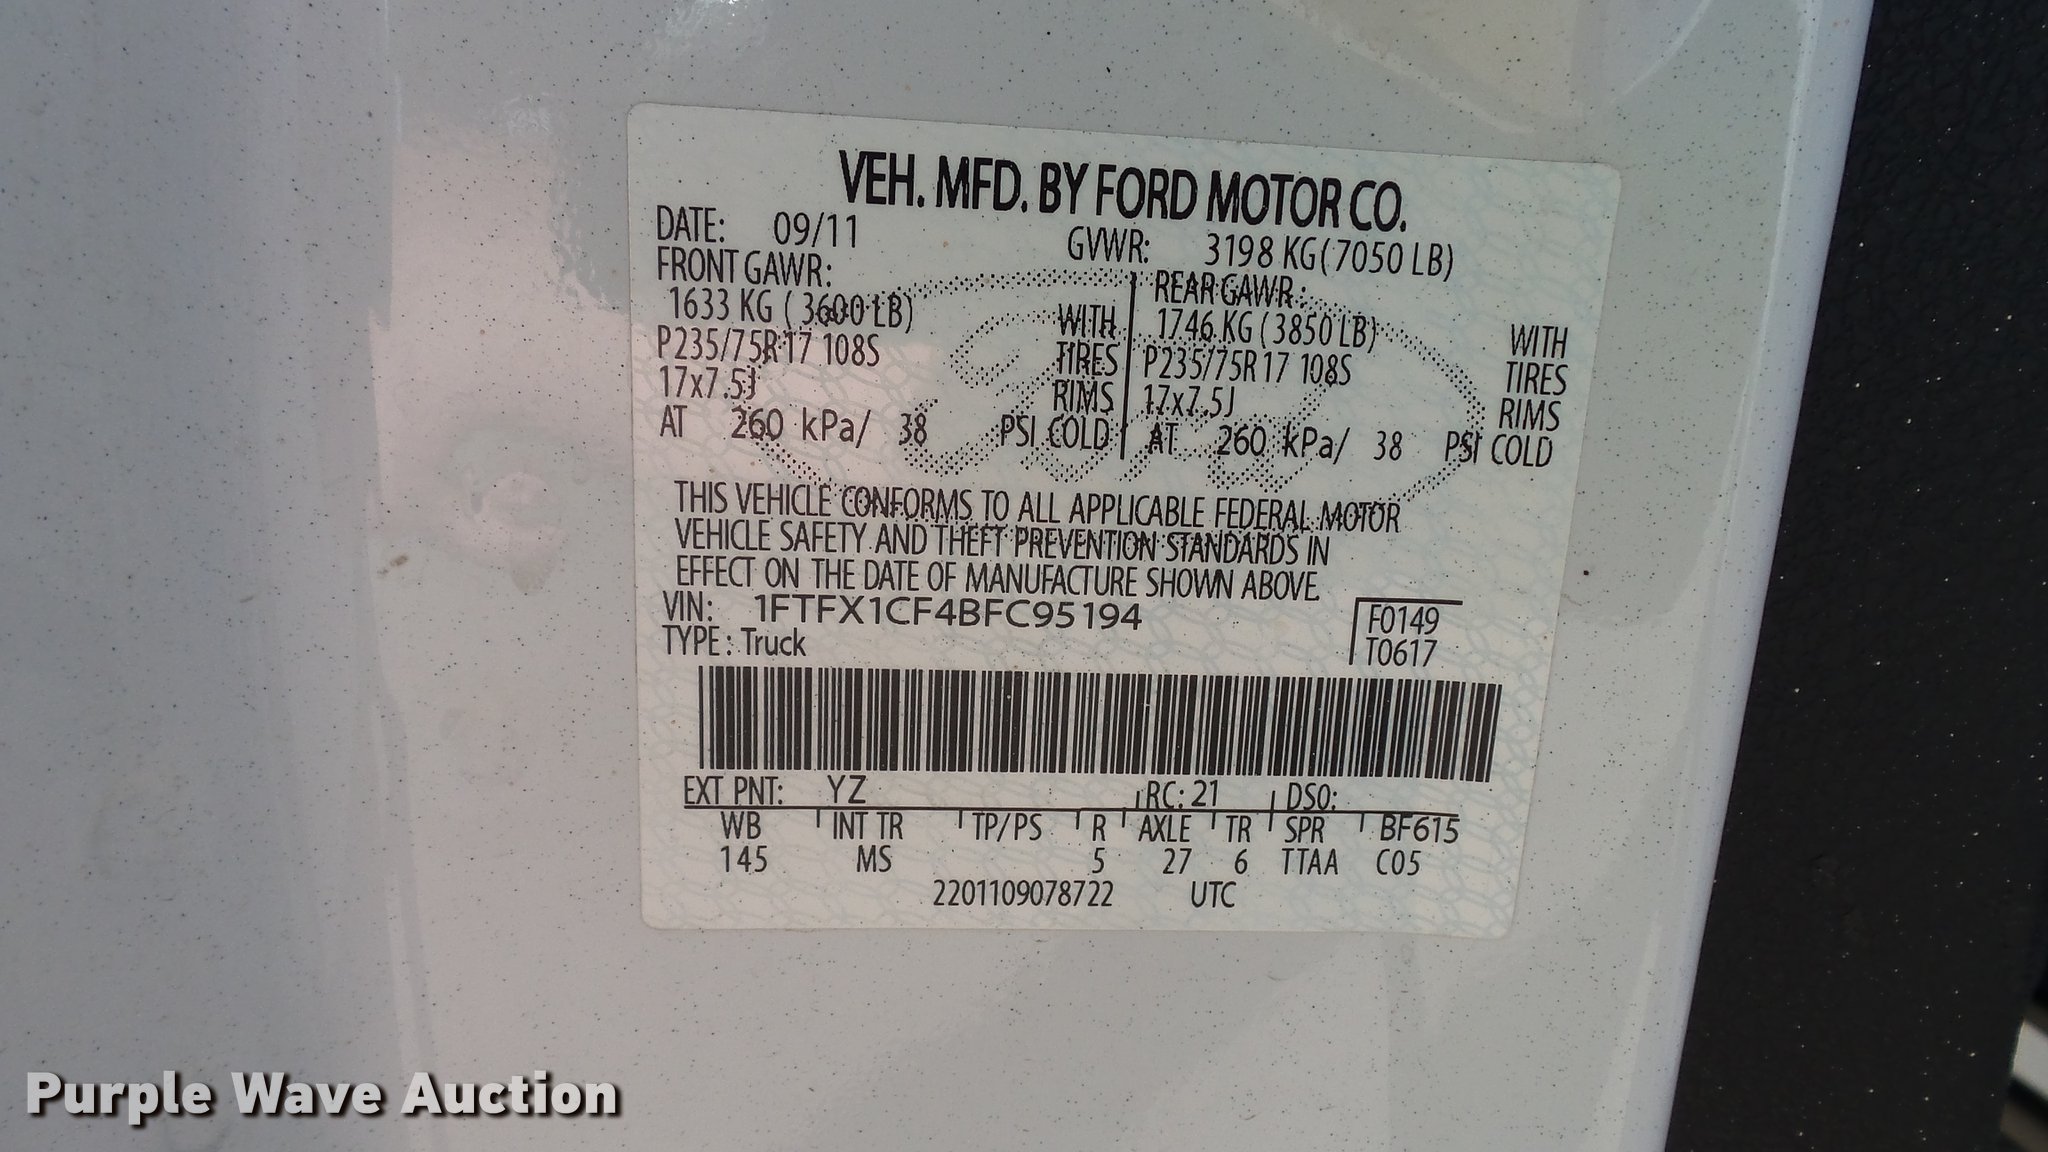 VEH. MFD. BY FORD MOTOR CO.
DATE: 09/11 GVWR: 3198 KG(7050 LB)
FRONT GAWR: REAR GAWR:
1633 KG (3600 LB) WITH 1746 KG (3850 LB) WITH
P235/75R17 108S TIRES P235/75R17 108S TIRES
17x7.5J RIMS 17x7.5J RIMS
AT 260 kPa/ 38 PSI COLD AT 260 kPa/ 38 PSI COLD
THIS VEHICLE CONFORMS TO ALL APPLICABLE FEDERAL MOTOR
VEHICLE SAFETY AND THEFT PREVENTION STANDARDS IN
EFFECT ON THE DATE OF MANUFACTURE SHOWN ABOVE.
VIN: 1FTFX1CF4BFC95194 F0149
TYPE: Truck T0617
EXT PNT: YZ RC: 21 DSO:
WB INT TR TP/PS R AXLE TR SPR BF615
145 MS 5 27 6 TTAA C05
2201109078722 UTC
Purple Wave Auction